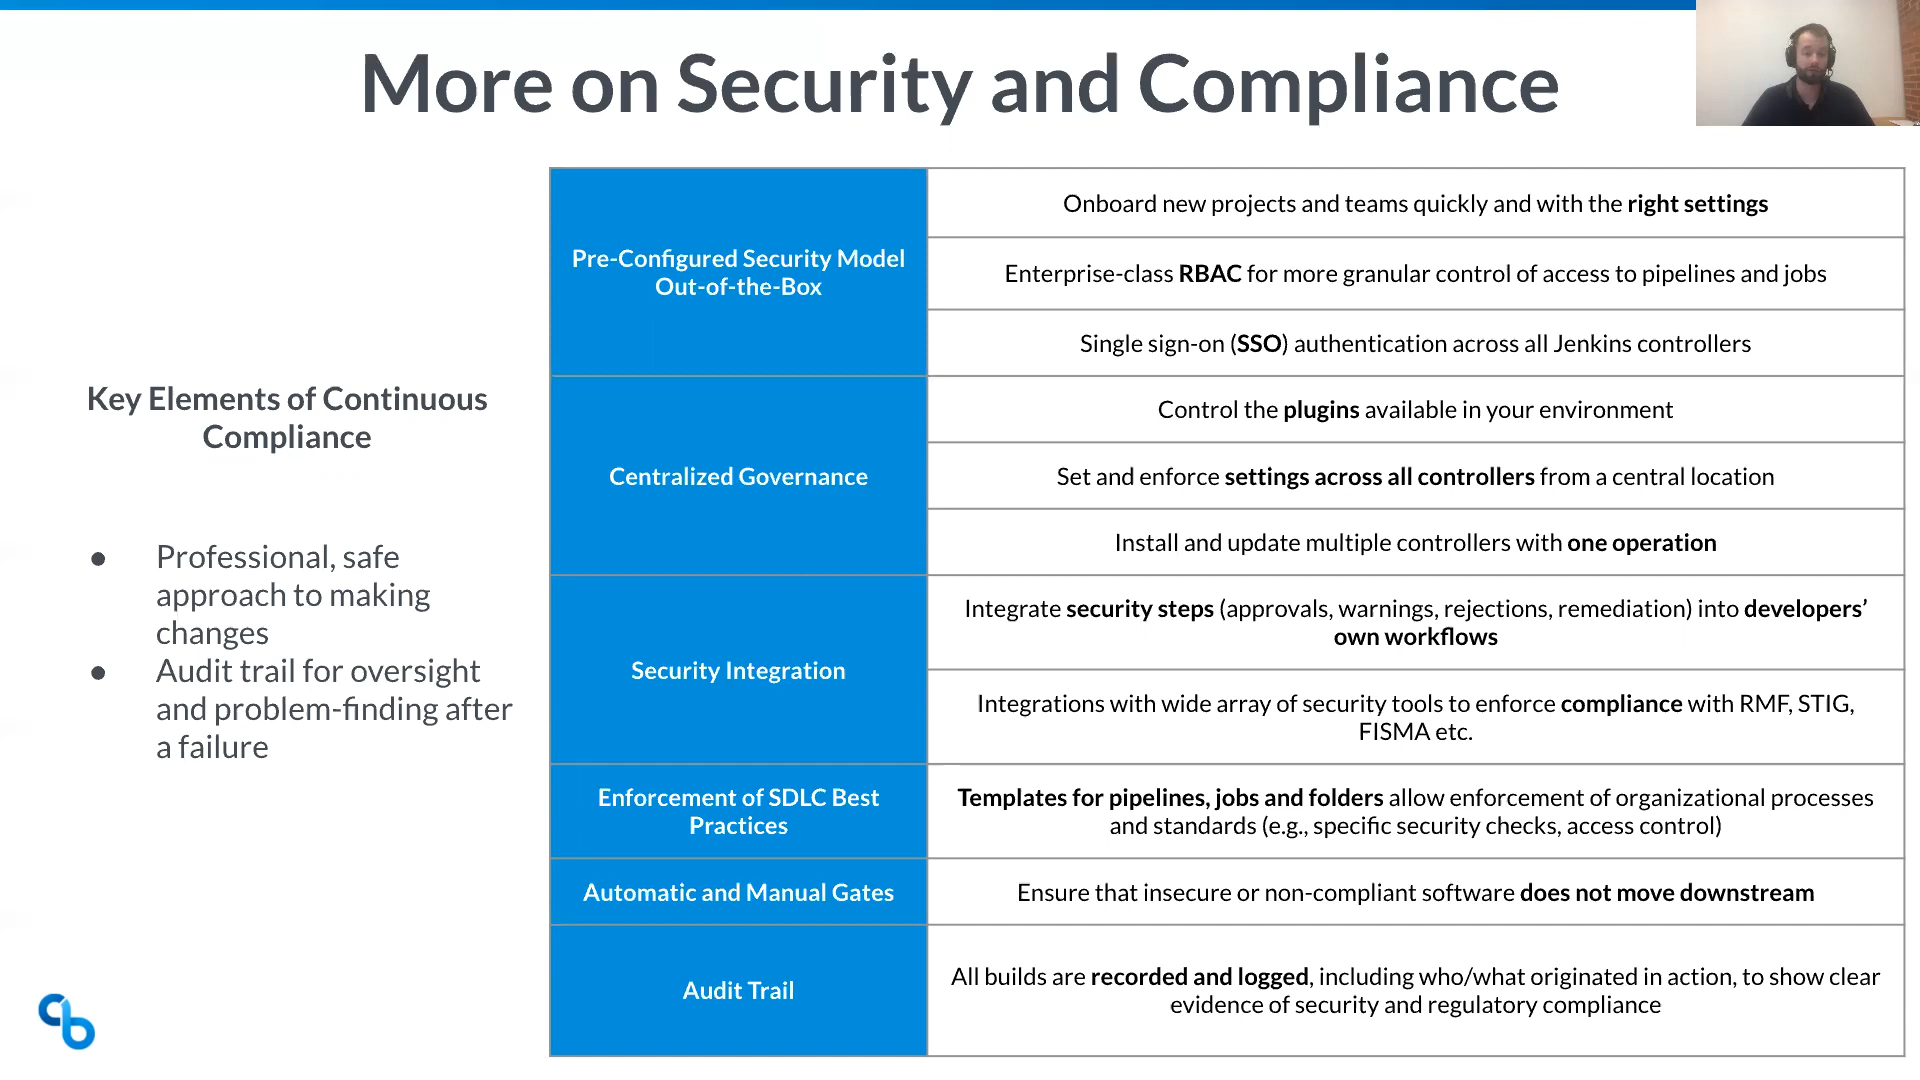 More on Security and Compliance
Key Elements of Continuous
Compliance
● Professional, safe
approach to making
changes
● Audit trail for oversight
and problem-finding after
a failure
Pre-Configured Security Model
Out-of-the-Box
Onboard new projects and teams quickly and with the right settings
Enterprise-class RBAC for more granular control of access to pipelines and jobs
Single sign-on (SSO) authentication across all Jenkins controllers
Centralized Governance
Control the plugins available in your environment
Set and enforce settings across all controllers from a central location
Install and update multiple controllers with one operation
Security Integration
Integrate security steps (approvals, warnings, rejections, remediation) into developers’
own workflows
Integrations with wide array of security tools to enforce compliance with RMF, STIG,
FISMA etc.
Enforcement of SDLC Best
Practices
Templates for pipelines, jobs and folders allow enforcement of organizational processes
and standards (e.g., specific security checks, access control)
Automatic and Manual Gates
Ensure that insecure or non-compliant software does not move downstream
Audit Trail
All builds are recorded and logged, including who/what originated in action, to show clear
evidence of security and regulatory compliance